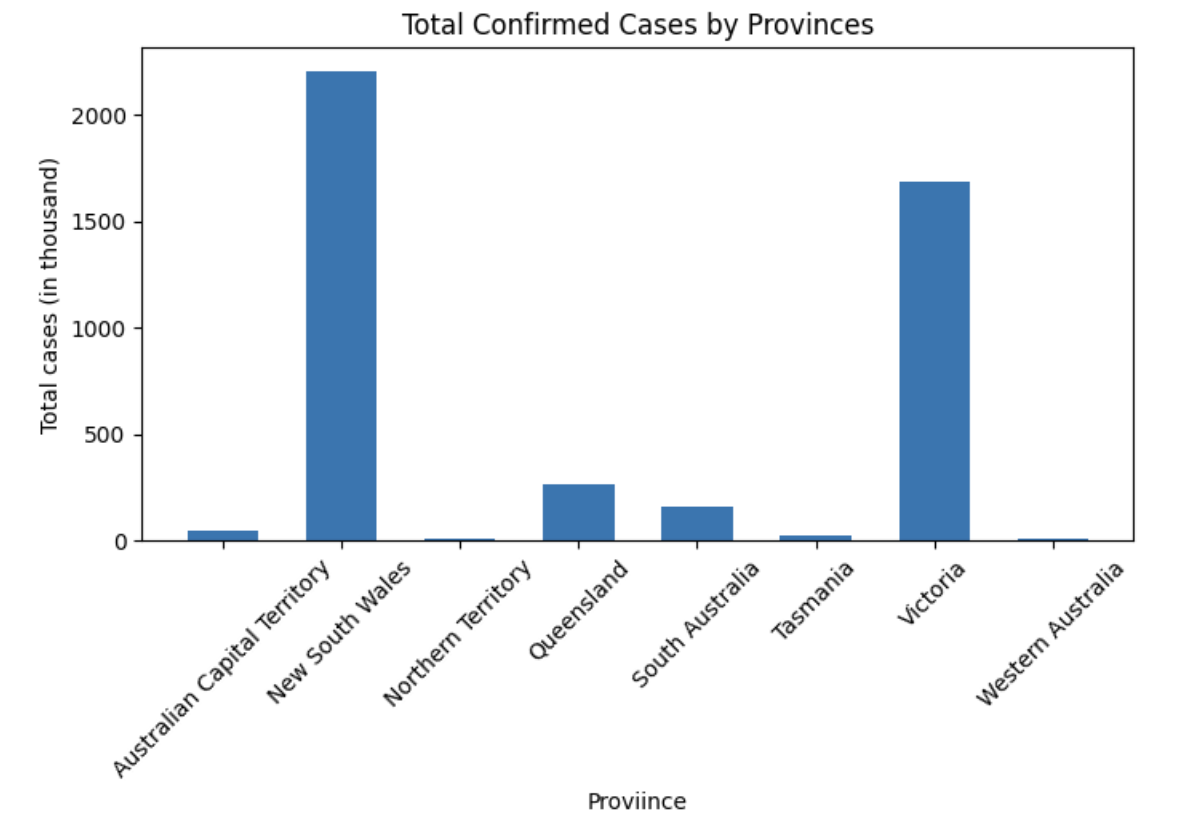 Total Confirmed Cases by Provinces
Total cases (in thousand)
2000
1500
1000
500
0
Australian Capital Territory
New South Wales
Northern Territory
Queensland
South Australia
Tasmania
Victoria
Western Australia
Proviince